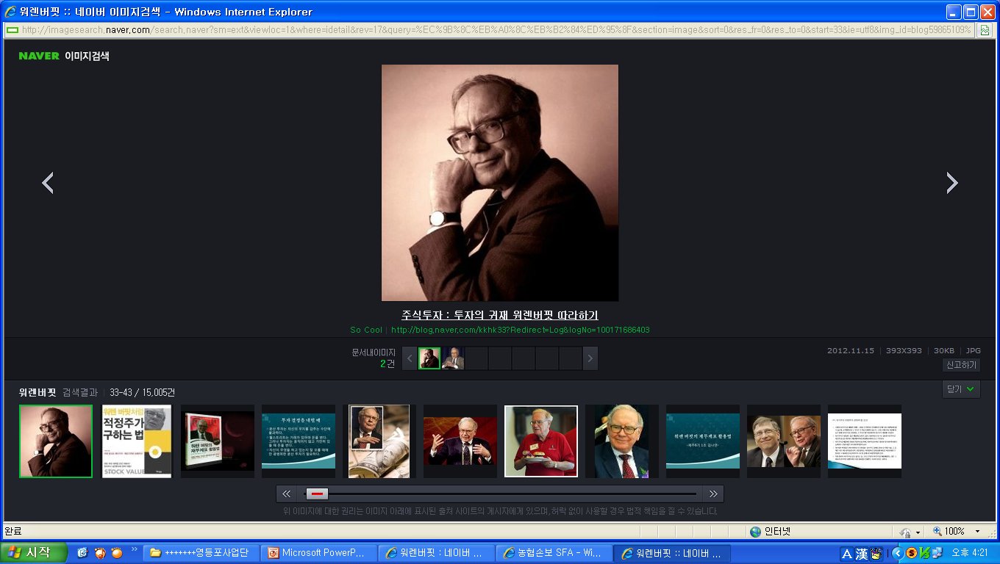 워렌버핏 :: 네이버 이미지검색 - Windows Internet Explorer
http://imagesearch.naver.com/search.naver?sm=ext&viewloc=1&where=idetail&rev=17&query=%EC%9B%8C%EB%A0%8C%EB%B2%84%ED%95%8F&section=image&sort=0&res_fr=0&res_to=0&start=33&ie=utf8&img_id=blog59865109%
NAVER 이미지검색
주식투자 : 투자의 귀재 워렌버핏 따라하기
So Cool | http://blog.naver.com/kkhk33?Redirect=Log&logNo=100171686403
문서내이미지
2건
2012.11.15 | 393X393 | 30KB | JPG
신고하기
워렌버핏 검색결과 | 33-43 / 15,005건
닫기
워렌 버핏처럼
적정주가
구하는 법
STOCK VALUE
투자 결정을 내릴 때
워렌 버핏의 재무제표 활용법
위 이미지에 대한 권리는 이미지 아래에 표시된 출처 사이트의 게시자에게 있으며, 허락 없이 사용할 경우 법적 책임을 질 수 있습니다.
완료
인터넷
100%
시작
+++++++영등포사업단
Microsoft PowerP...
워렌버핏 : 네이버 ...
농협손보 SFA - Wi...
워렌버핏 :: 네이버 ...
A 漢
오후 4:21